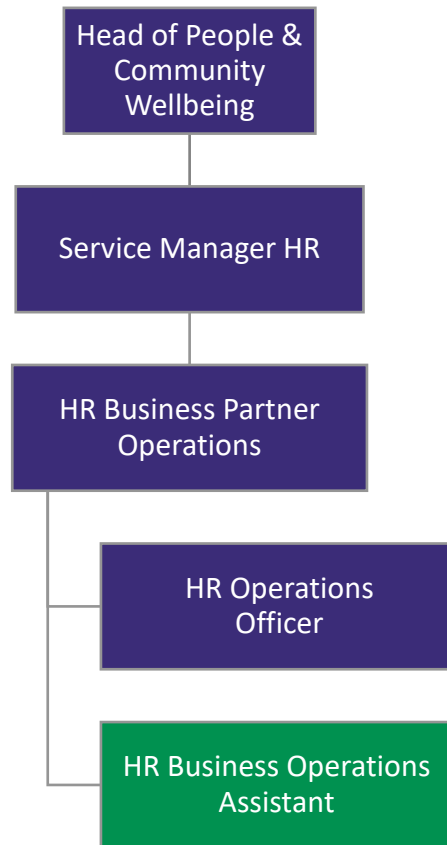 Head of People &
Community
Wellbeing
Service Manager HR
HR Business Partner
Operations
HR Operations
Officer
HR Business Operations
Assistant